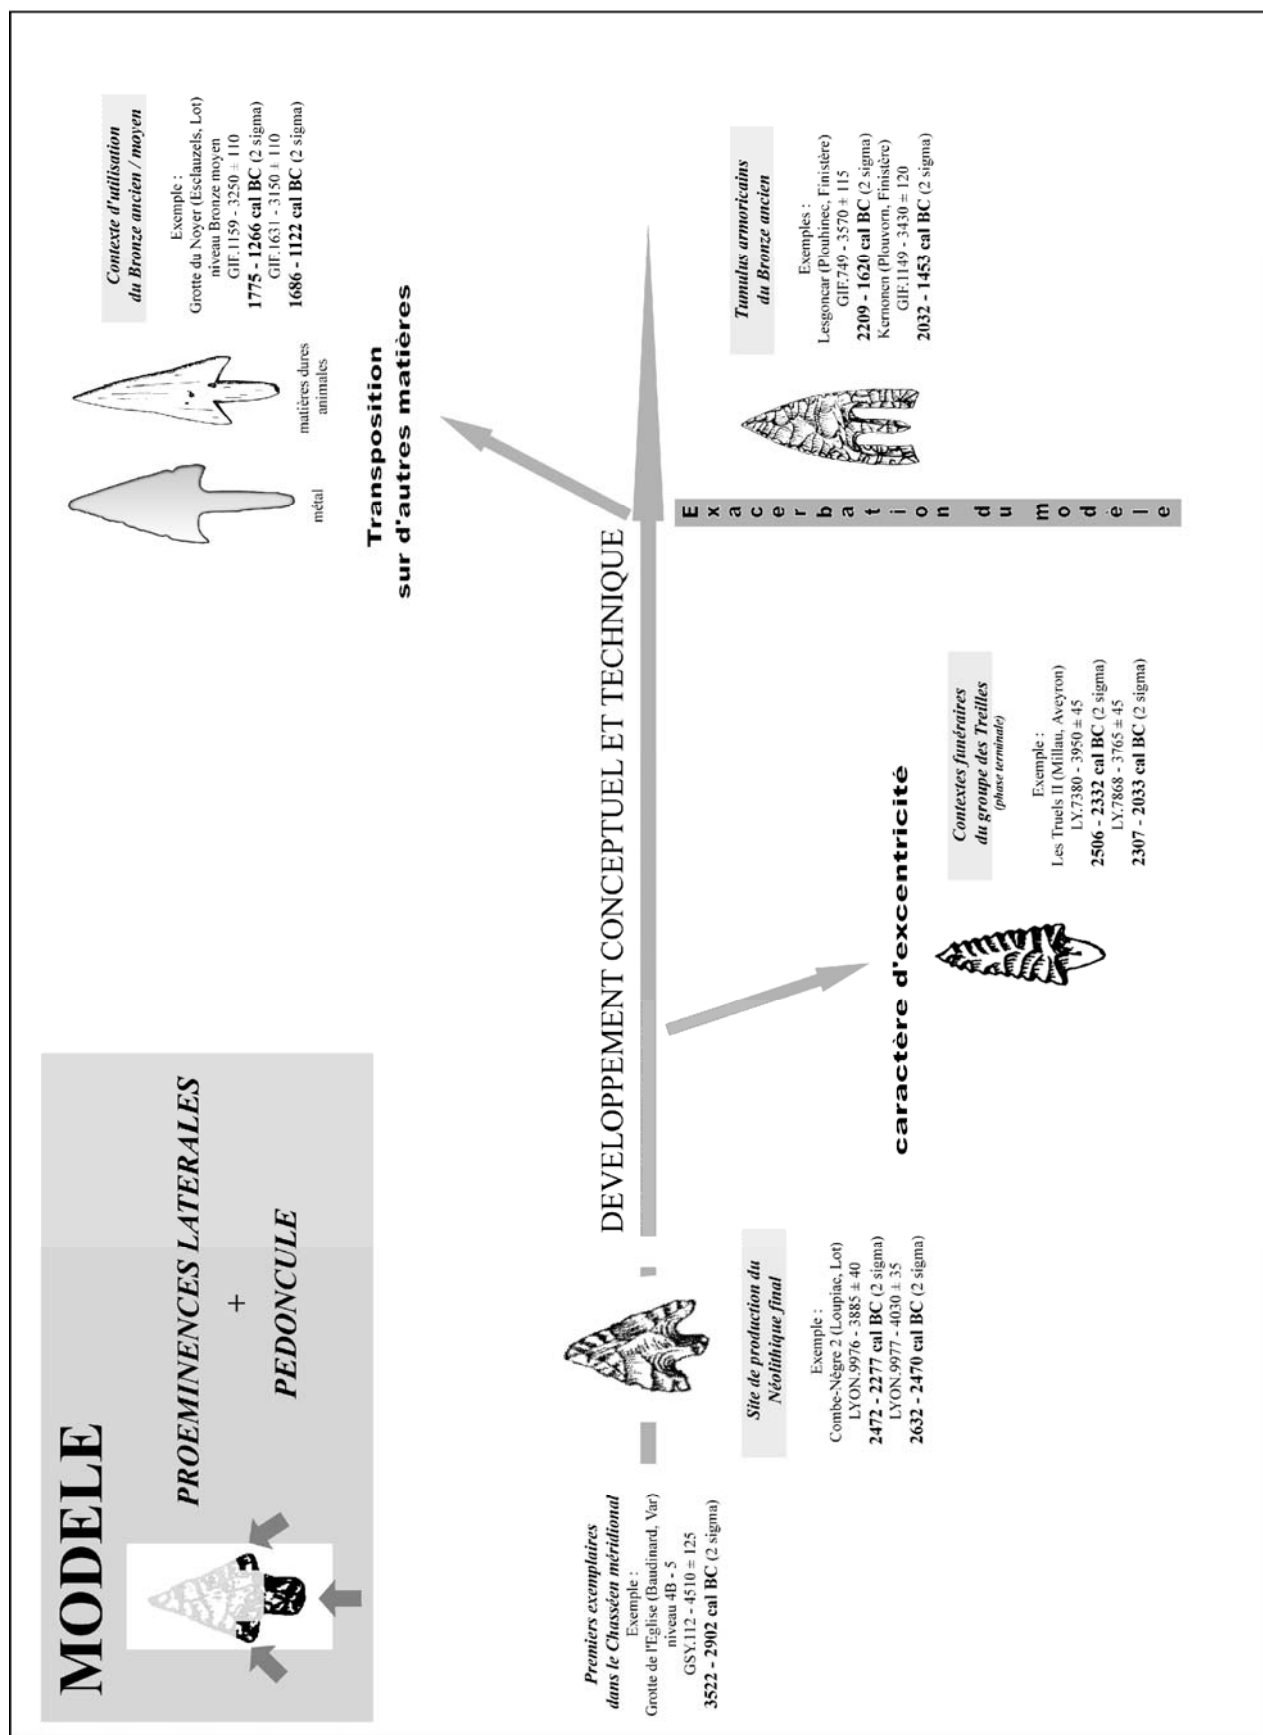 MODELE
PROEMINENCES LATERALES
+
PEDONCULE
Contexte d'utilisation
du Bronze ancien / moyen
Exemple :
Grotte du Noyer (Esclauzels, Lot)
niveau Bronze moyen
GIF.1159 - 3250 ± 110
1775 - 1266 cal BC (2 sigma)
GIF.1631 - 3150 ± 110
1686 - 1122 cal BC (2 sigma)
métal
matières dures
animales
Transposition
sur d'autres matières
DEVELOPPEMENT CONCEPTUEL ET TECHNIQUE
Premiers exemplaires
dans le Chasséen méridional
Exemple :
Grotte de l'Eglise (Baudinard, Var)
niveau 4B - 5
GSY.112 - 4510 ± 125
3522 - 2902 cal BC (2 sigma)
Site de production du
Néolithique final
Exemple :
Combe-Nègre 2 (Loupiac, Lot)
LYON.9976 - 3885 ± 40
2472 - 2277 cal BC (2 sigma)
LYON.9977 - 4030 ± 35
2632 - 2470 cal BC (2 sigma)
caractère d'excentricité
Contextes funéraires
du groupe des Treilles
(phase terminale)
Exemple :
Les Truels II (Millau, Aveyron)
LY.7380 - 3950 ± 45
2506 - 2332 cal BC (2 sigma)
LY.7868 - 3765 ± 45
2307 - 2033 cal BC (2 sigma)
Exacerbation du modèle
Tumulus armoricains
du Bronze ancien
Exemples :
Lesgoncar (Plouhinec, Finistère)
GIF.749 - 3570 ± 115
2209 - 1620 cal BC (2 sigma)
Kernonen (Plouvorn, Finistère)
GIF.1149 - 3430 ± 120
2032 - 1453 cal BC (2 sigma)